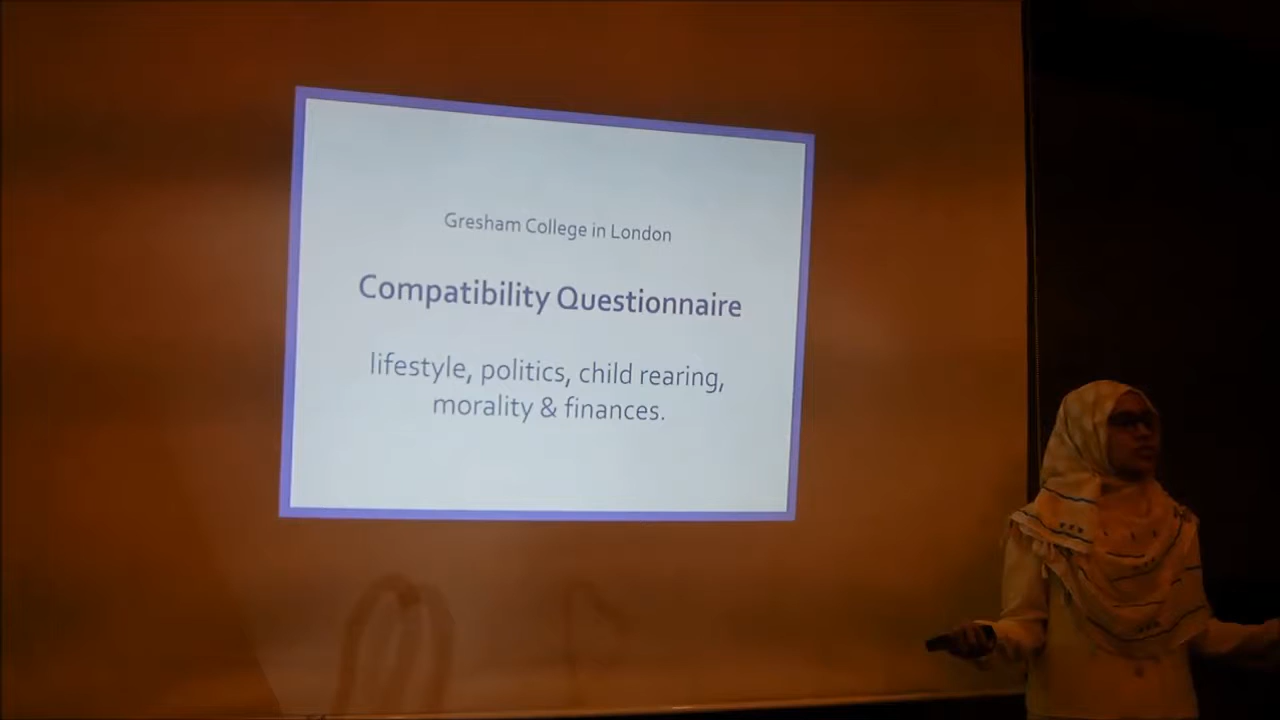 Gresham College in London
Compatibility Questionnaire
lifestyle, politics, child rearing,
morality & finances.